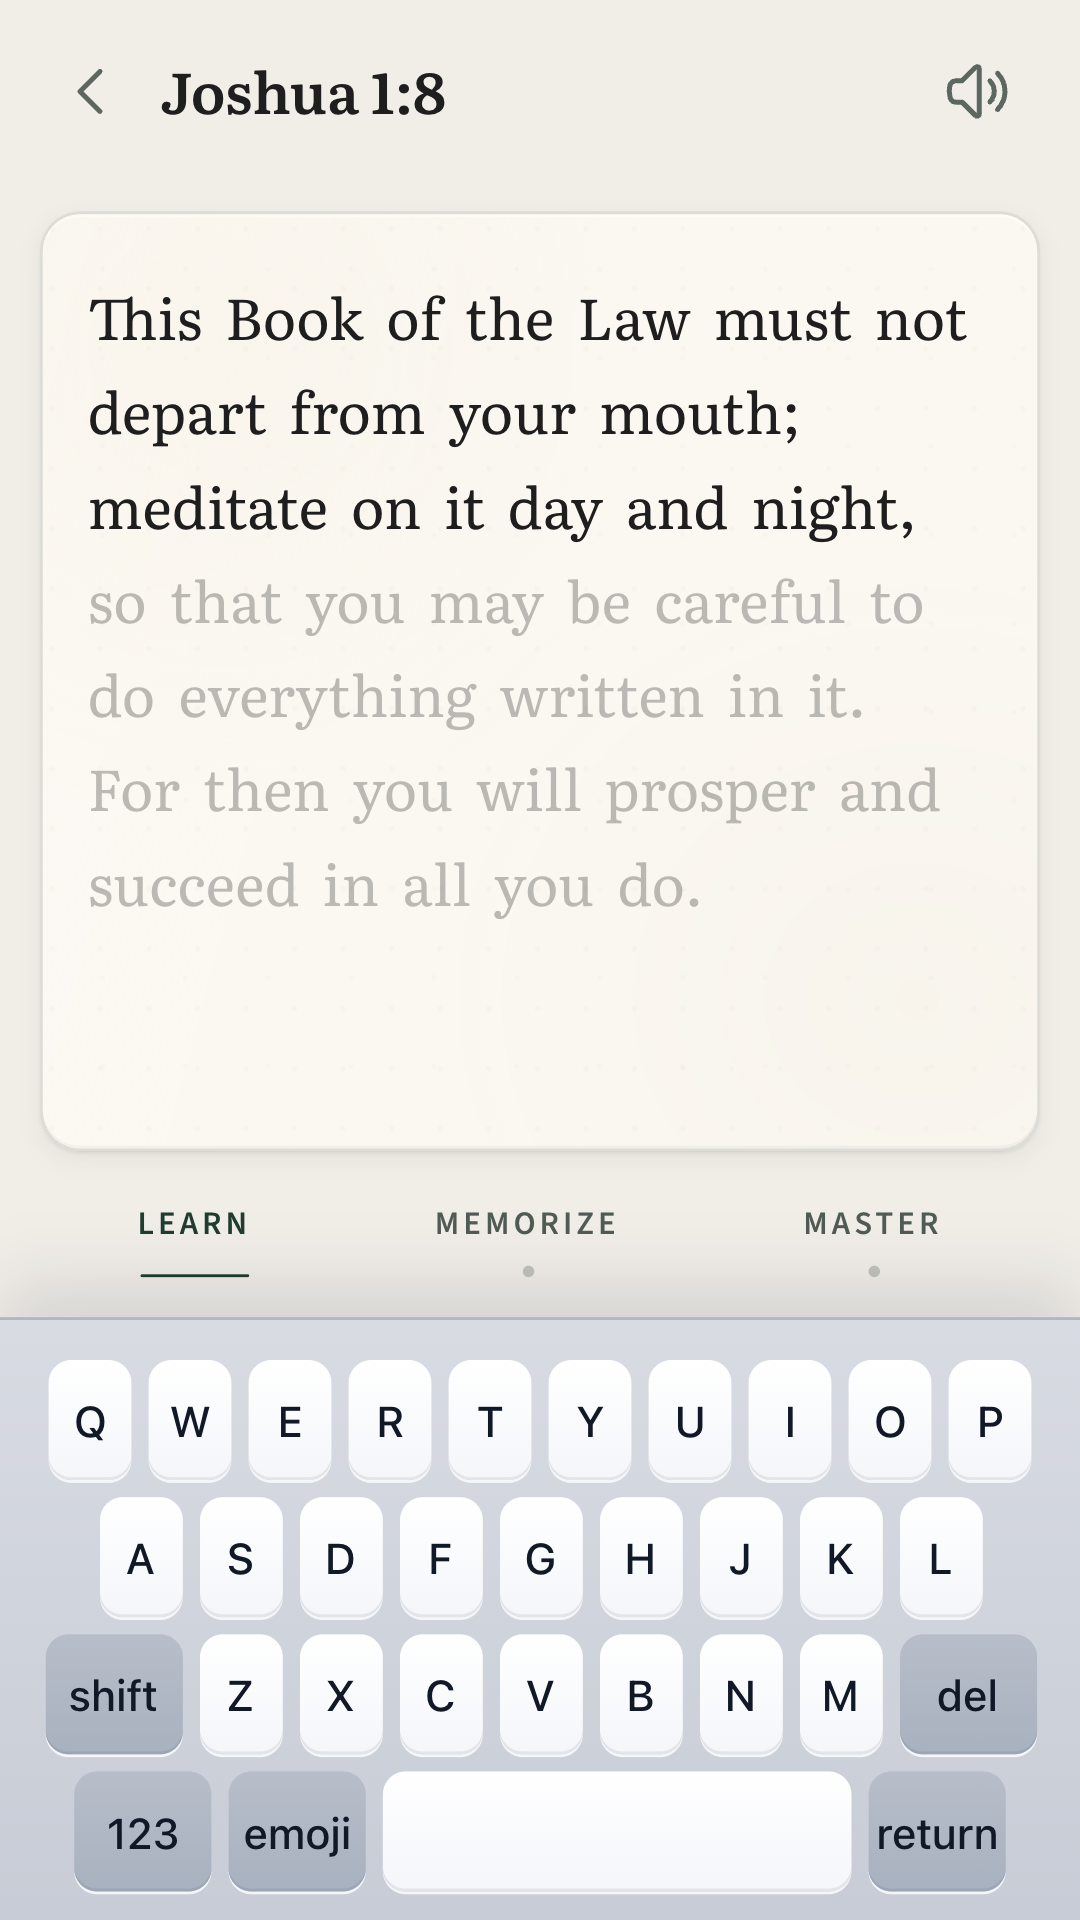 Joshua 1:8
This Book of the Law must not
depart from your mouth;
meditate on it day and night,
so that you may be careful to
do everything written in it.
For then you will prosper and
succeed in all you do.
LEARN MEMORIZE MASTER
Q W E R T Y U I O P
A S D F G H J K L
shift Z X C V B N M del
123 emoji return